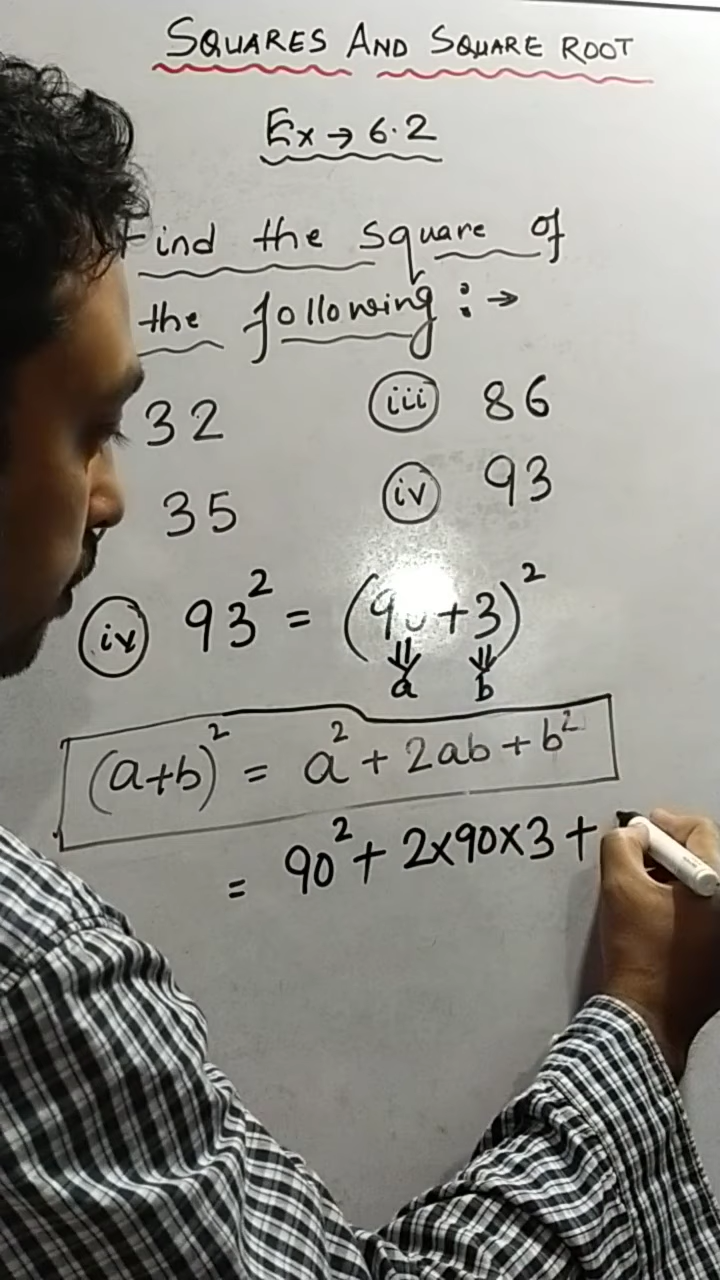 SQUARES AND SQUARE ROOT
Ex → 6.2
Find the square of
the following : →
32 (iii) 86
35 (iv) 93
(iv) 93² = (90+3)²
a b
(a+b)² = a² + 2ab + b²
= 90² + 2×90×3 +